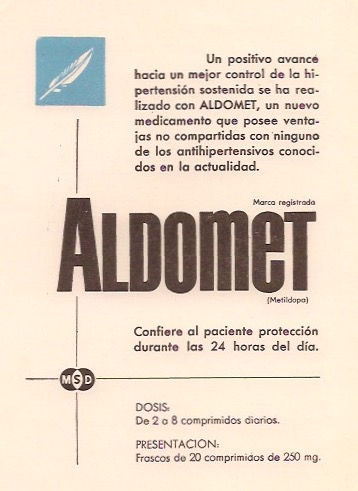 Un positivo avance
hacia un mejor control de la hi-
pertensión sostenida se ha rea-
lizado con ALDOMET, un nuevo
medicamento que posee venta-
jas no compartidas con ninguno
de los antihipertensivos conoci-
dos en la actualidad.
Marca registrada
ALDOMET
(Metildopa)
Confiere al paciente protección
durante las 24 horas del día.
MSD
DOSIS:
De 2 a 8 comprimidos diarios.
PRESENTACION:
Frascos de 20 comprimidos de 250 mg.